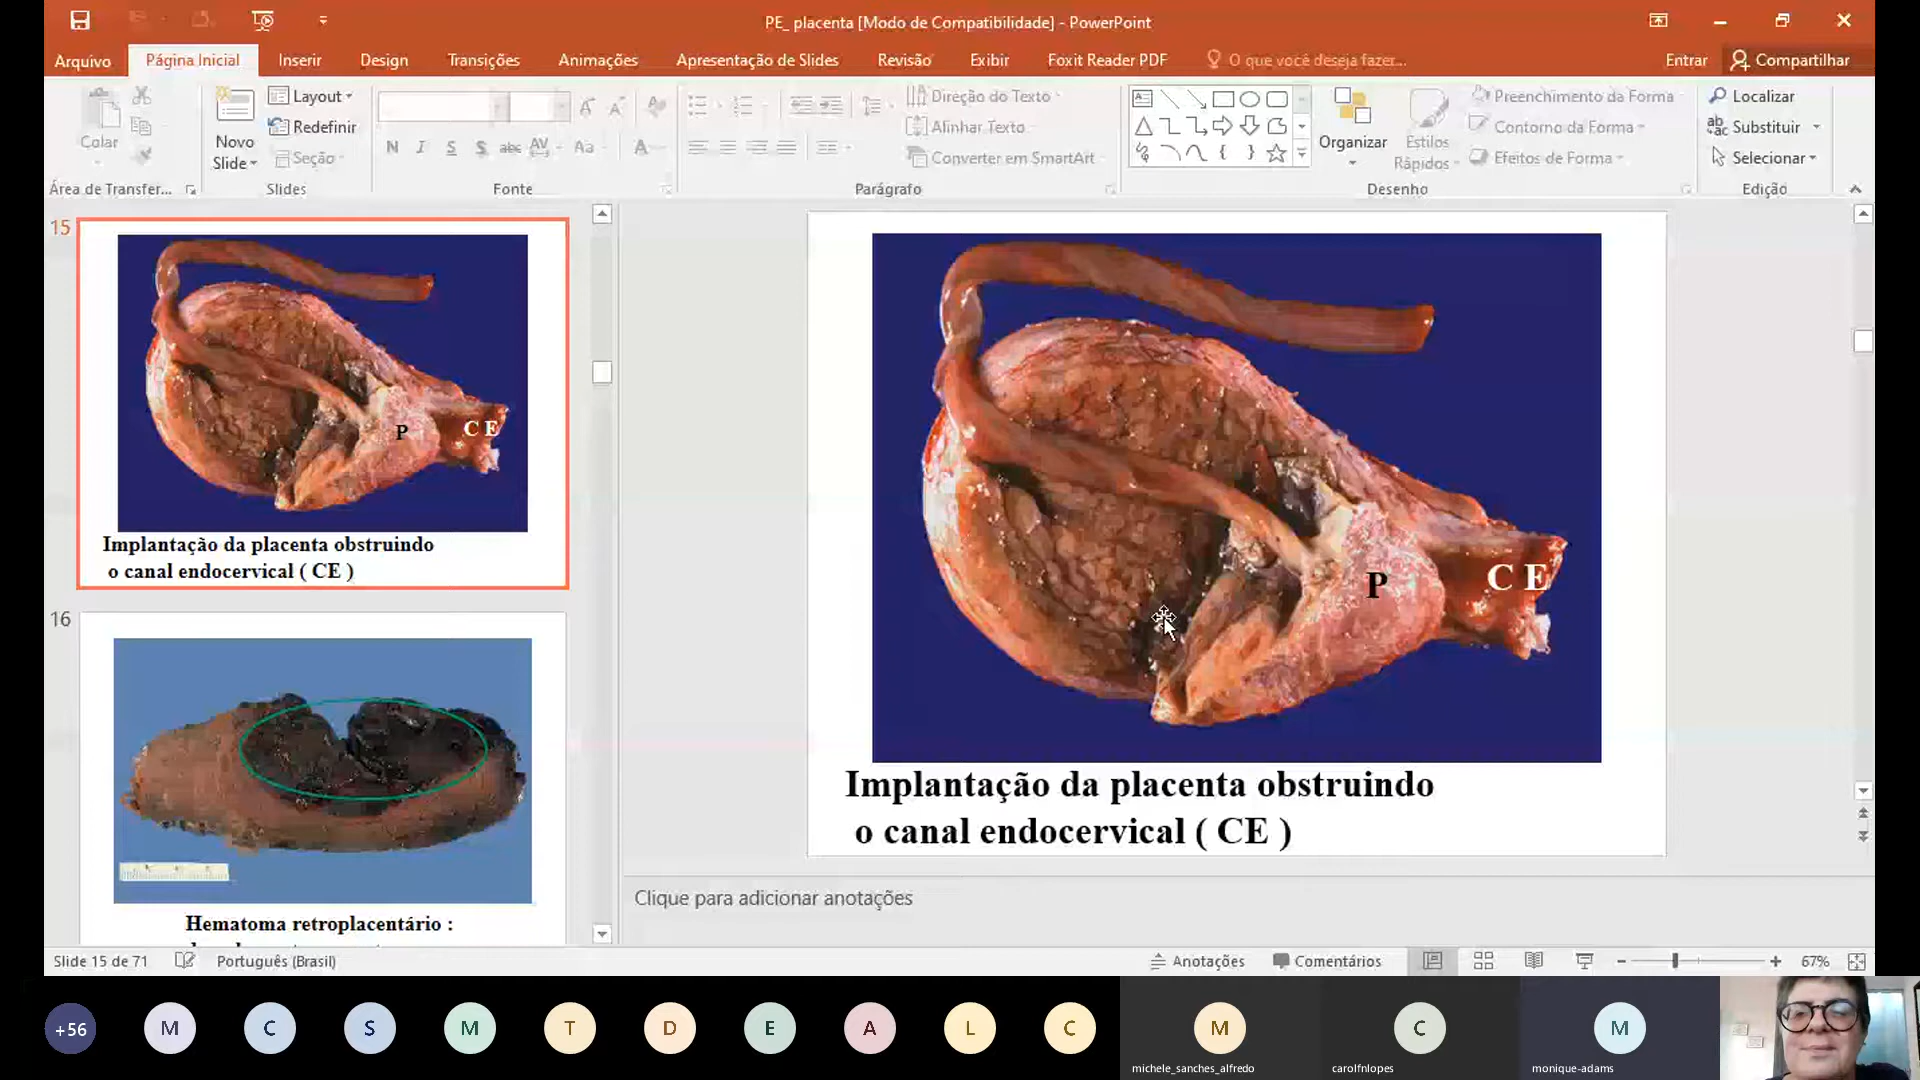 PE_ placenta [Modo de Compatibilidade] - PowerPoint
Arquivo
Página Inicial
Inserir
Design
Transições
Animações
Apresentação de Slides
Revisão
Exibir
Foxit Reader PDF
O que você deseja fazer...
Entrar
Compartilhar
Colar
Novo
Slide
Layout
Redefinir
Seção
N I S S abc AV Aa A
Direção do Texto
Alinhar Texto
Converter em SmartArt
Organizar
Estilos
Rápidos
Preenchimento da Forma
Contorno da Forma
Efeitos de Forma
Localizar
Substituir
Selecionar
Área de Transfer...
Slides
Fonte
Parágrafo
Desenho
Edição
15
P
C E
Implantação da placenta obstruindo
o canal endocervical ( CE )
16
Hematoma retroplacentário :
P
C E
Implantação da placenta obstruindo
o canal endocervical ( CE )
Clique para adicionar anotações
Slide 15 de 71
Português (Brasil)
Anotações
Comentários
67%
+56
M
C
S
M
T
D
E
A
L
C
M
michele_sanches_alfredo
C
carolfnlopes
M
monique-adams